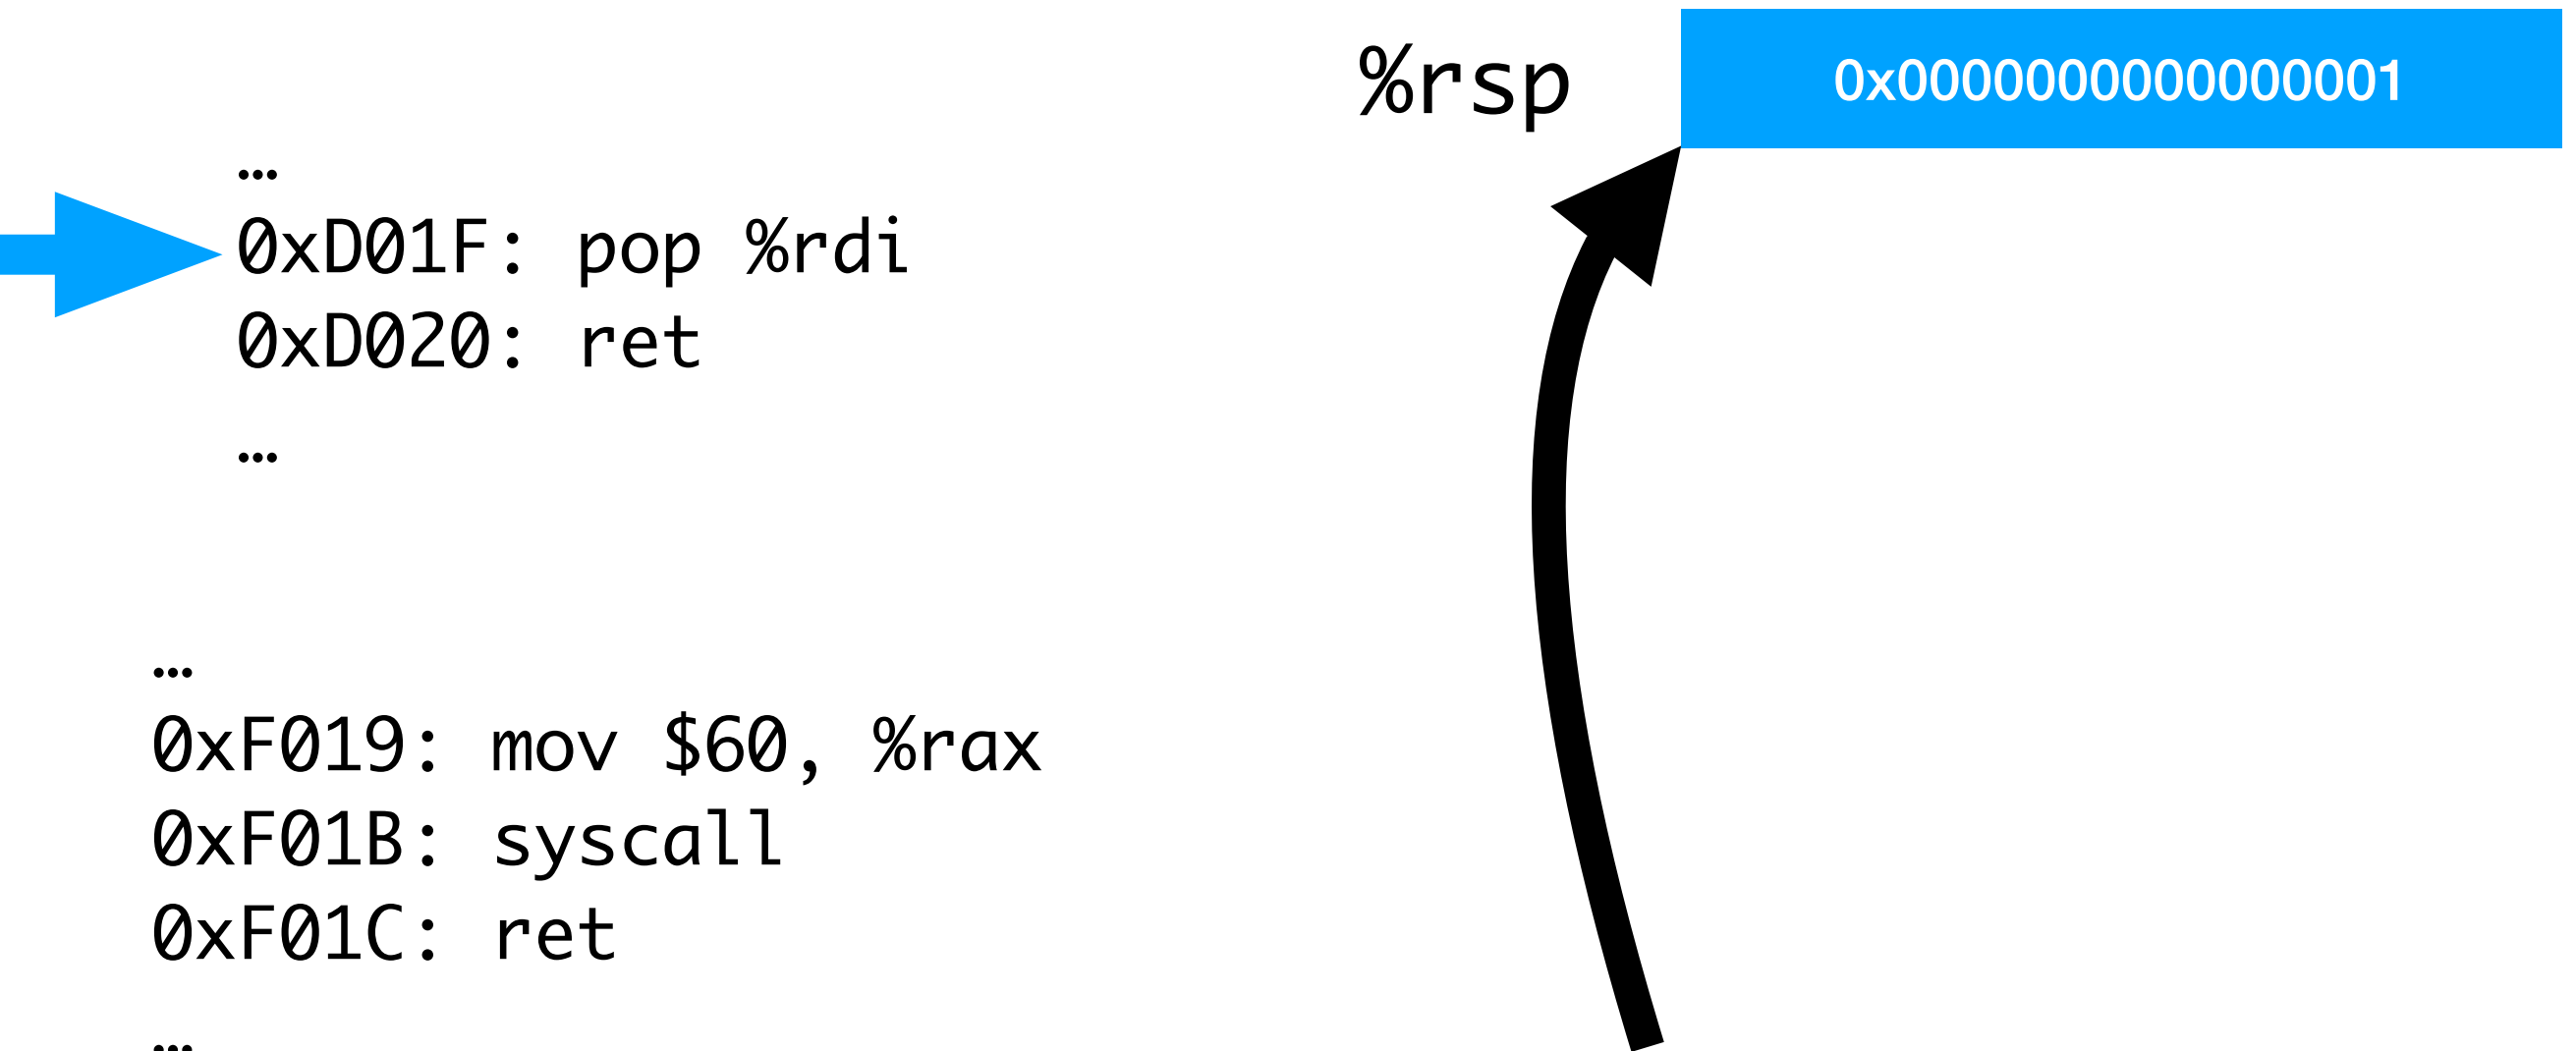 %rsp
0x0000000000000001
…
0xD01F: pop %rdi
0xD020: ret
…
…
0xF019: mov $60, %rax
0xF01B: syscall
0xF01C: ret
…